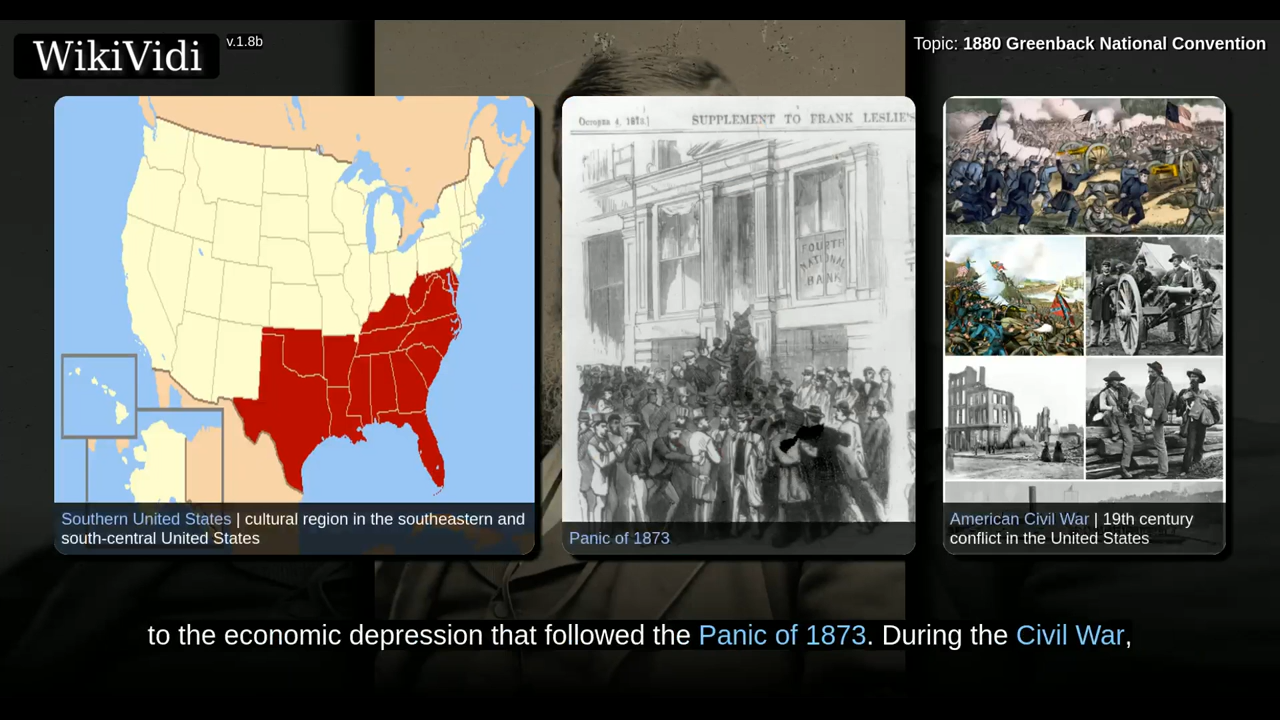 WikiVidi v.1.8b
Topic: 1880 Greenback National Convention
SUPPLEMENT TO FRANK LESLIE'S
FOURTH
NATIONAL
BANK
Southern United States | cultural region in the southeastern and
south-central United States
Panic of 1873
American Civil War | 19th century
conflict in the United States
to the economic depression that followed the Panic of 1873. During the Civil War,